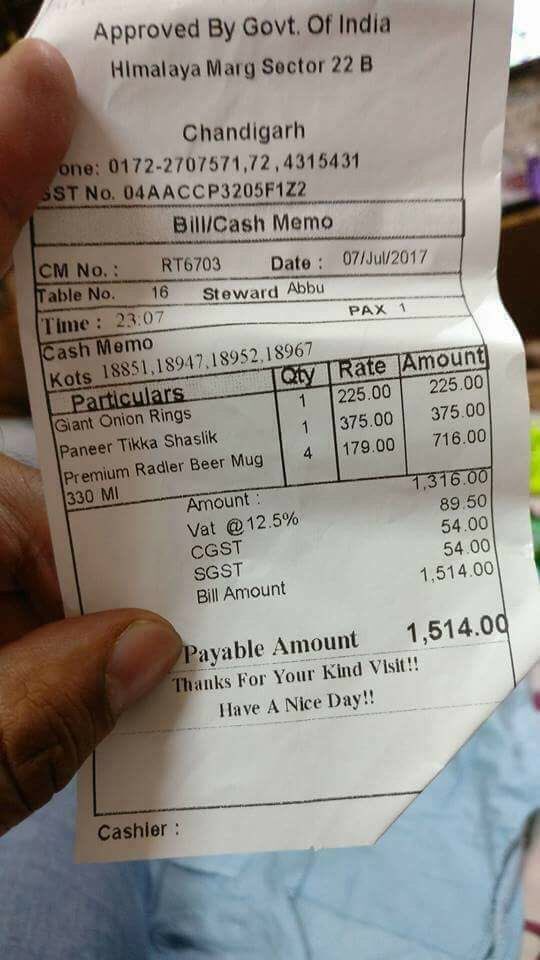 Approved By Govt. Of India
Himalaya Marg Sector 22 B
Chandigarh
one: 0172-2707571,72,4315431
GST No. 04AACCP3205F1Z2
Bill/Cash Memo
CM No. : RT6703 Date : 07/Jul/2017
Table No. 16 Steward Abbu
Time : 23:07 PAX 1
Cash Memo
Kots 18851,18947,18952,18967
Particulars Qty Rate Amount
Giant Onion Rings 1 225.00 225.00
Paneer Tikka Shaslik 1 375.00 375.00
Premium Radler Beer Mug 4 179.00 716.00
330 Ml
Amount : 1,316.00
Vat @12.5% 89.50
CGST 54.00
SGST 54.00
Bill Amount 1,514.00
Payable Amount 1,514.00
Thanks For Your Kind Visit!!
Have A Nice Day!!
Cashier :